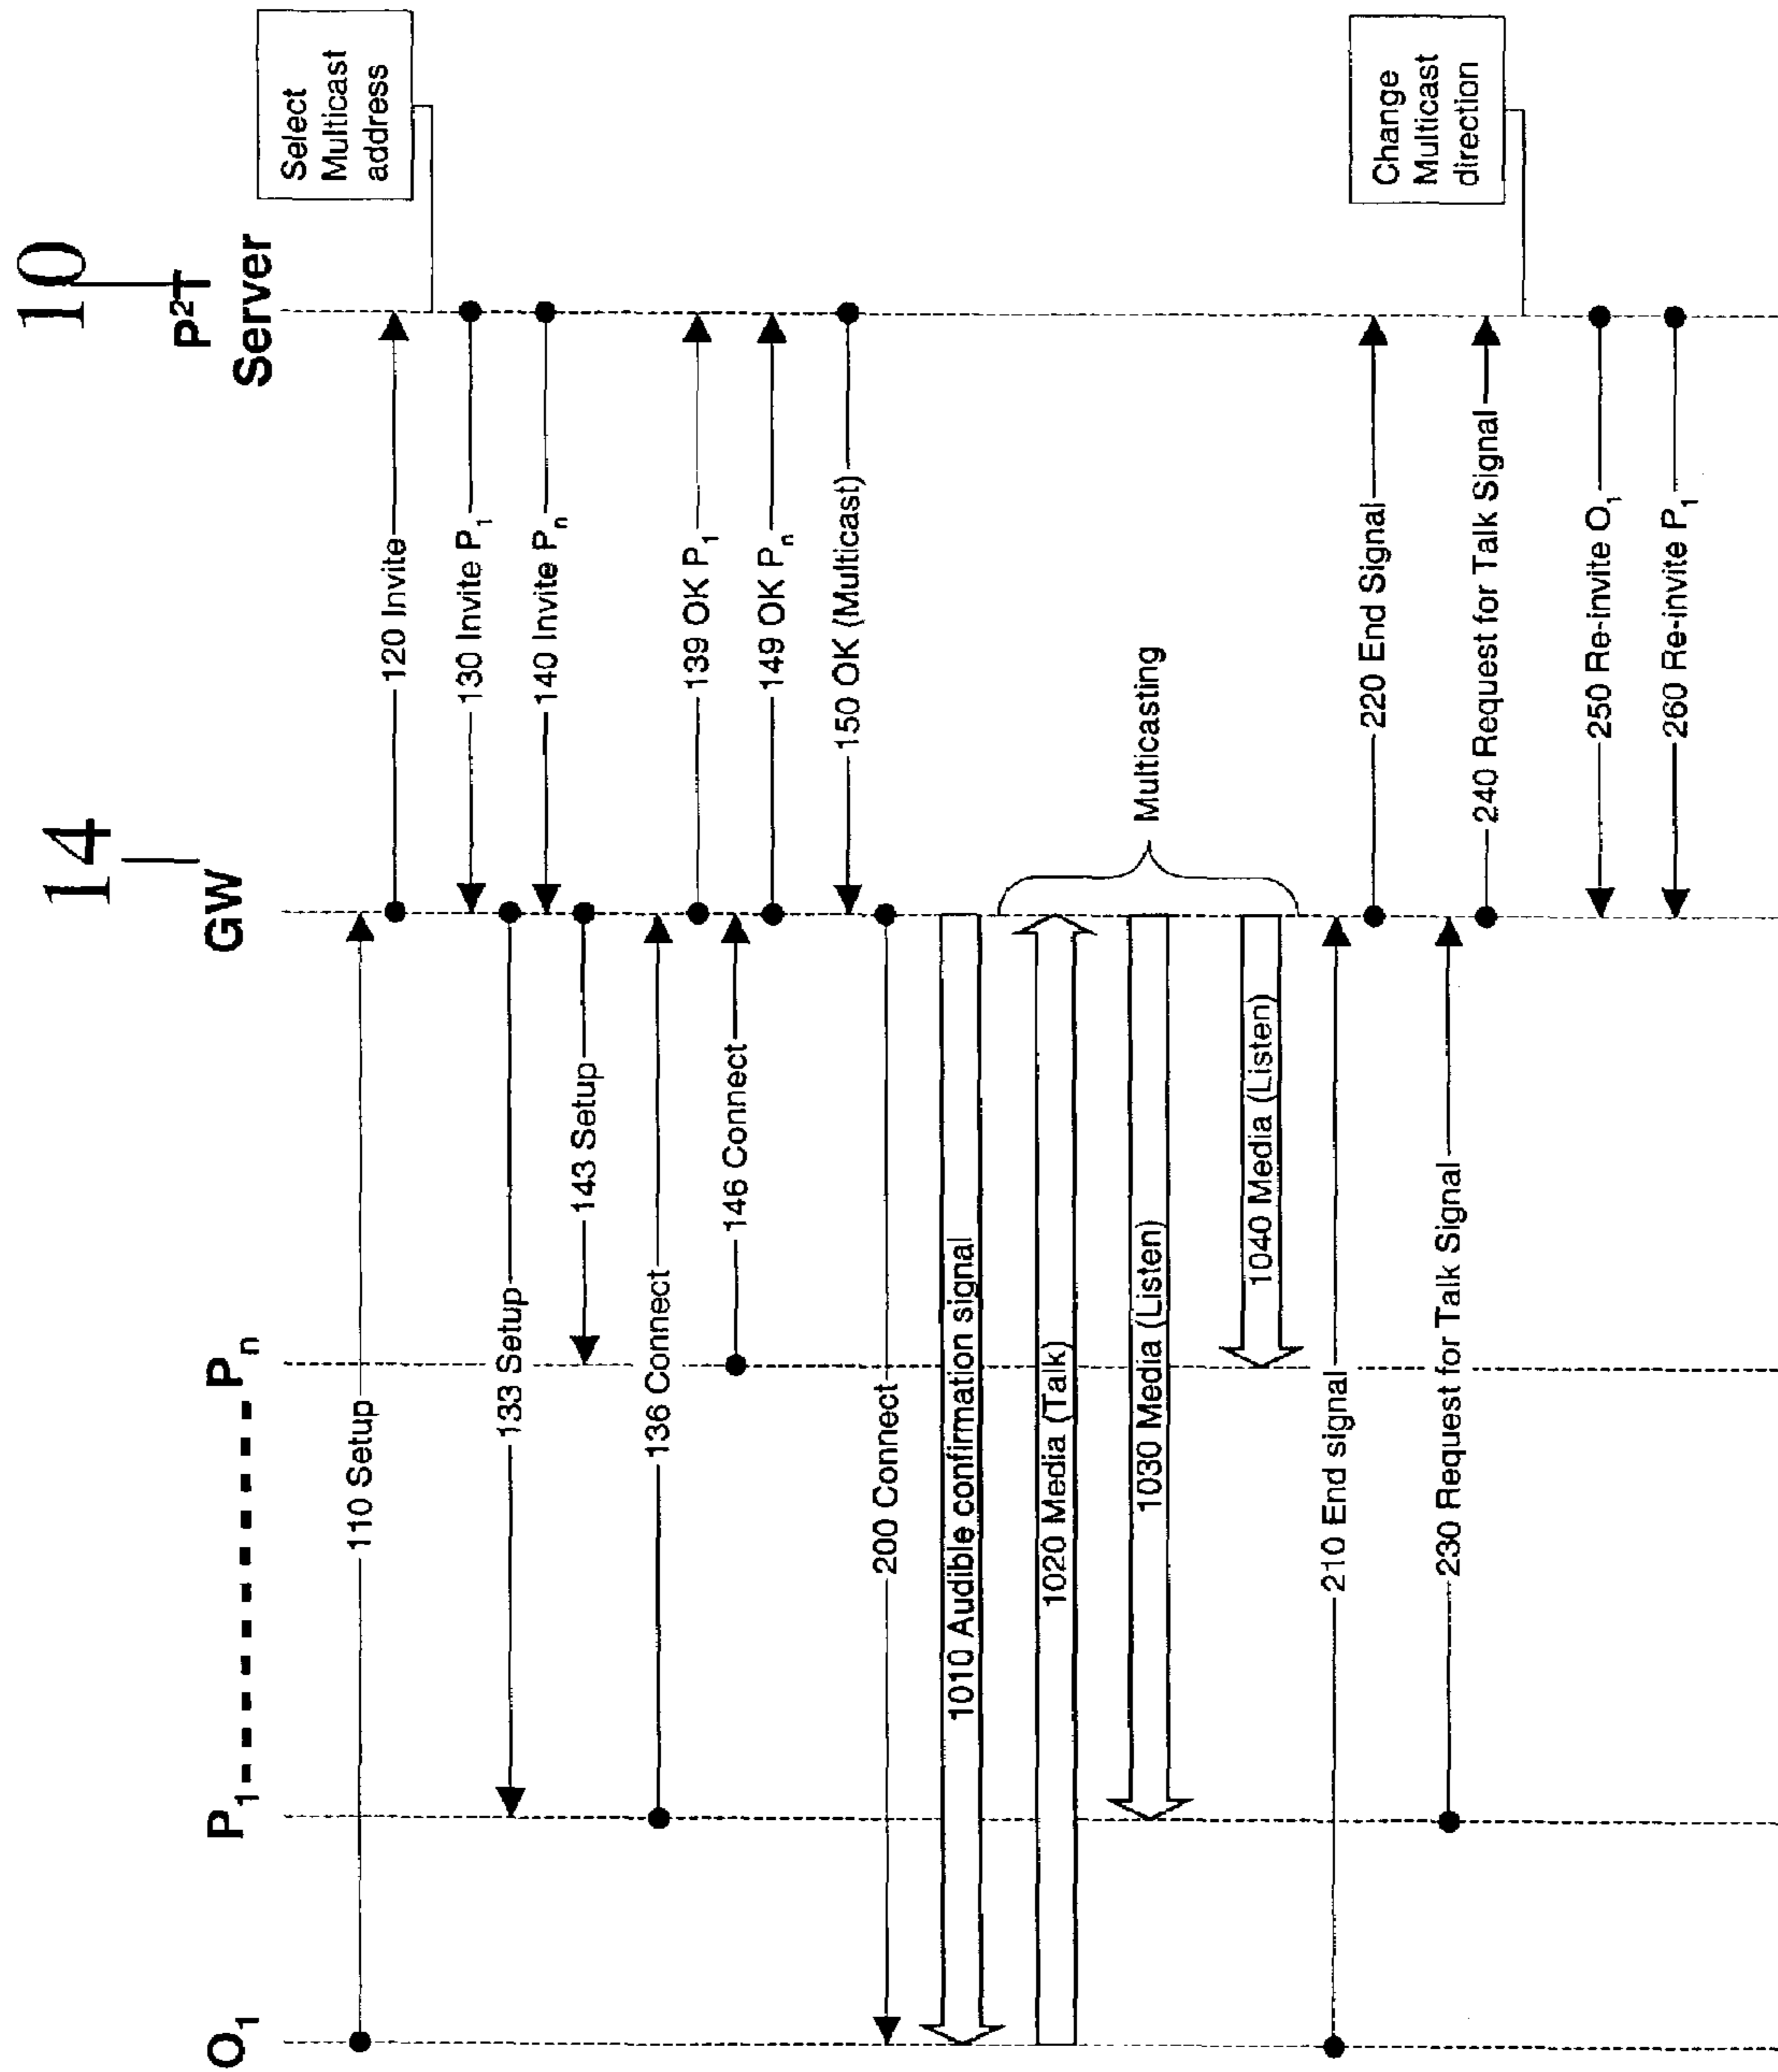 O1
P1
Pn
14
GW
10
P2T
Server
110 Setup
120 Invite
Select
Multicast
address
130 Invite P1
133 Setup
140 Invite Pn
143 Setup
136 Connect
139 OK P1
146 Connect
149 OK Pn
150 OK (Multicast)
200 Connect
1010 Audible confirmation signal
1020 Media (Talk)
1030 Media (Listen)
Multicasting
1040 Media (Listen)
210 End signal
220 End Signal
230 Request for Talk Signal
240 Request for Talk Signal
Change
Multicast
direction
250 Re-invite O1
260 Re-invite P1